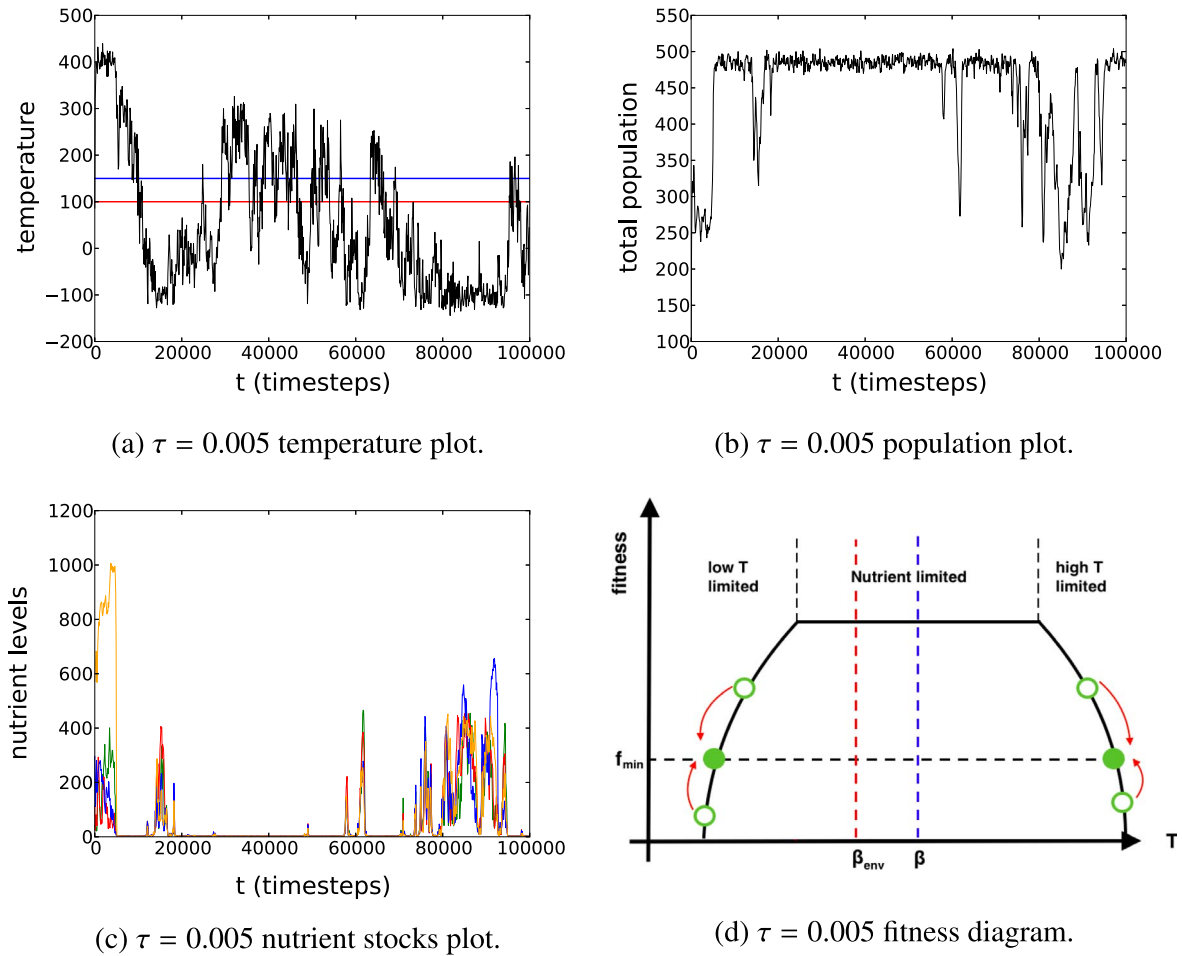 500
400
300
200
100
0
−100
−200
temperature
0
20000
40000
60000
80000
100000
t (timesteps)
(a) τ = 0.005 temperature plot.
550
500
450
400
350
300
250
200
150
100
total population
0
20000
40000
60000
80000
100000
t (timesteps)
(b) τ = 0.005 population plot.
1200
1000
800
600
400
200
0
nutrient levels
0
20000
40000
60000
80000
100000
t (timesteps)
(c) τ = 0.005 nutrient stocks plot.
fitness
low T
limited
Nutrient limited
high T
limited
f_min
β_env
β
T
(d) τ = 0.005 fitness diagram.